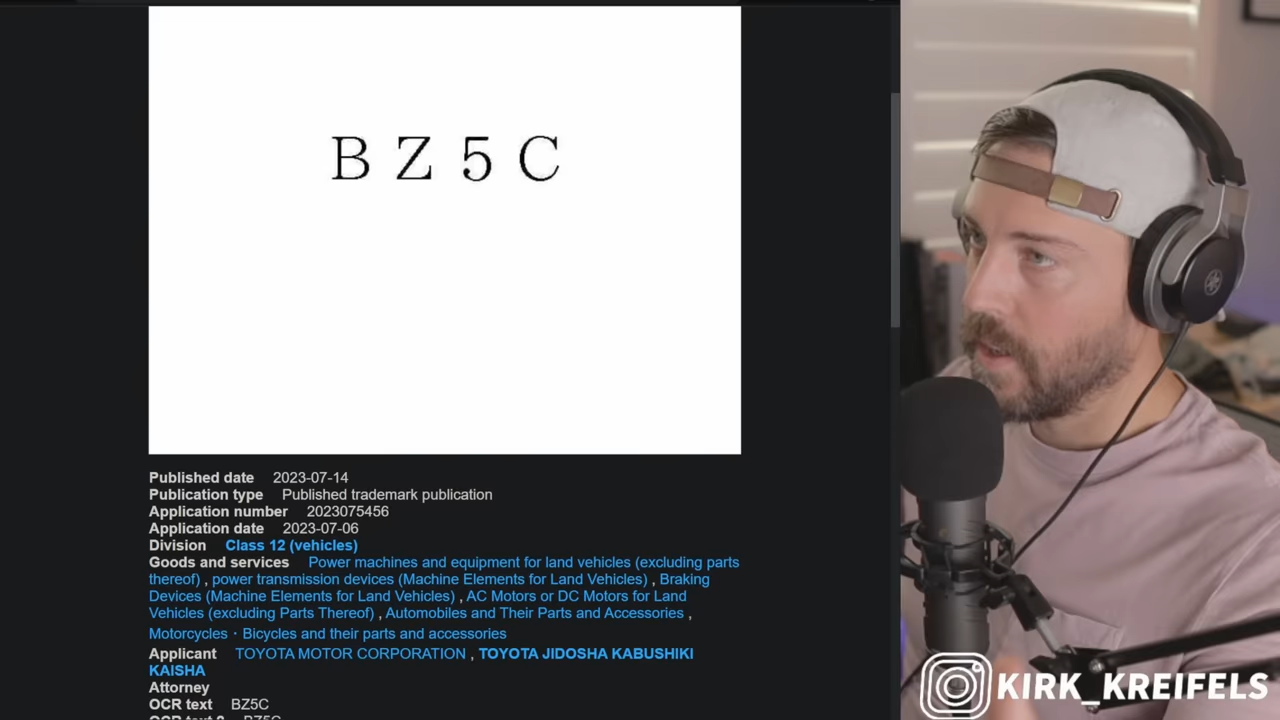 B Z 5 C
Published date 2023-07-14
Publication type Published trademark publication
Application number 2023075456
Application date 2023-07-06
Division Class 12 (vehicles)
Goods and services Power machines and equipment for land vehicles (excluding parts
thereof) , power transmission devices (Machine Elements for Land Vehicles) , Braking
Devices (Machine Elements for Land Vehicles) , AC Motors or DC Motors for Land
Vehicles (excluding Parts Thereof) , Automobiles and Their Parts and Accessories ,
Motorcycles・Bicycles and their parts and accessories
Applicant TOYOTA MOTOR CORPORATION , TOYOTA JIDOSHA KABUSHIKI
KAISHA
Attorney
OCR text BZ5C
OCR text 2 BZ5C
KIRK_KREIFELS